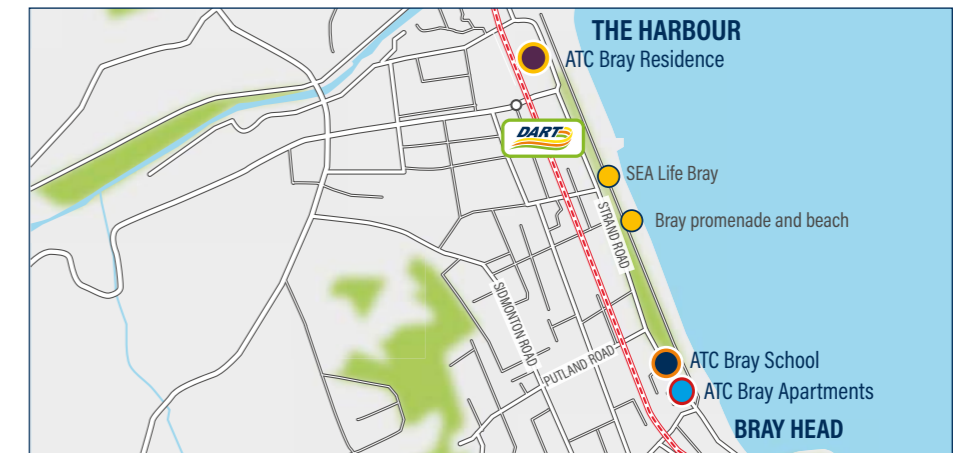 THE HARBOUR
ATC Bray Residence
DART
SEA Life Bray
STRAND ROAD
Bray promenade and beach
SIDMONTON ROAD
PUTLAND ROAD
ATC Bray School
ATC Bray Apartments
BRAY HEAD